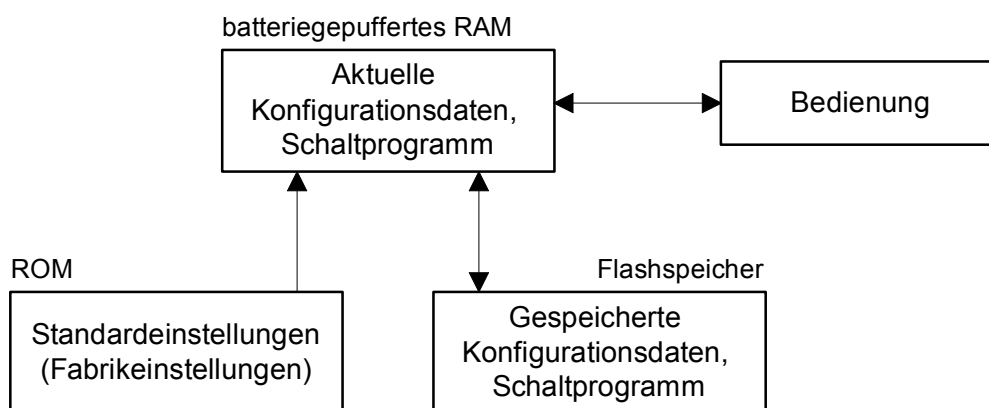 batteriegepuffertes RAM
Aktuelle
Konfigurationsdaten,
Schaltprogramm
Bedienung
ROM
Standardeinstellungen
(Fabrikeinstellungen)
Flashspeicher
Gespeicherte
Konfigurationsdaten,
Schaltprogramm